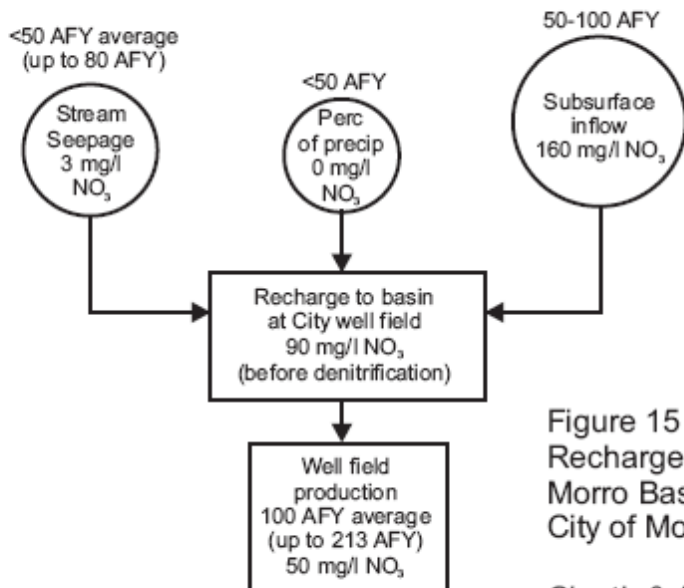 <50 AFY average
(up to 80 AFY)
Stream
Seepage
3 mg/l
NO₃
<50 AFY
Perc
of precip
0 mg/l
NO₃
50-100 AFY
Subsurface
inflow
160 mg/l NO₃
Recharge to basin
at City well field
90 mg/l NO₃
(before denitrification)
Well field
production
100 AFY average
(up to 213 AFY)
50 mg/l NO₃
Figure 15
Recharge
Morro Bas
City of Mo